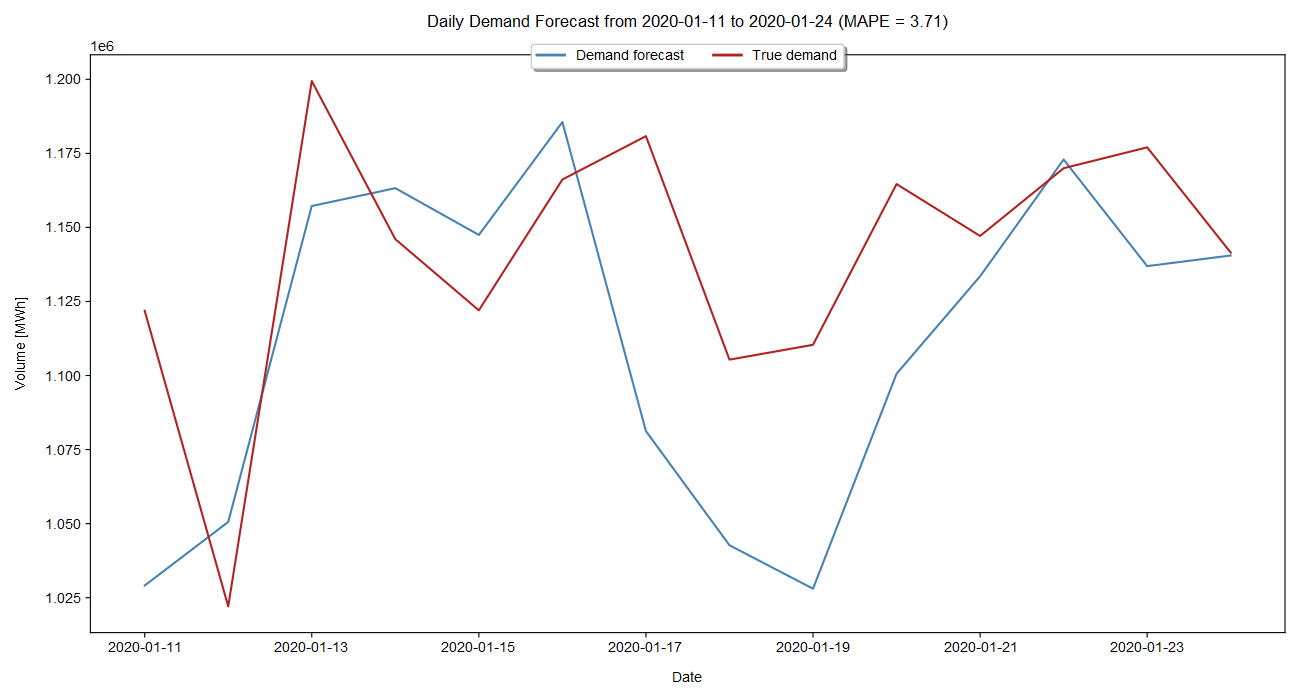 Daily Demand Forecast from 2020-01-11 to 2020-01-24 (MAPE = 3.71)
1e6
Demand forecast True demand
1.200
1.175
1.150
1.125
1.100
1.075
1.050
1.025
Volume [MWh]
2020-01-11 2020-01-13 2020-01-15 2020-01-17 2020-01-19 2020-01-21 2020-01-23
Date